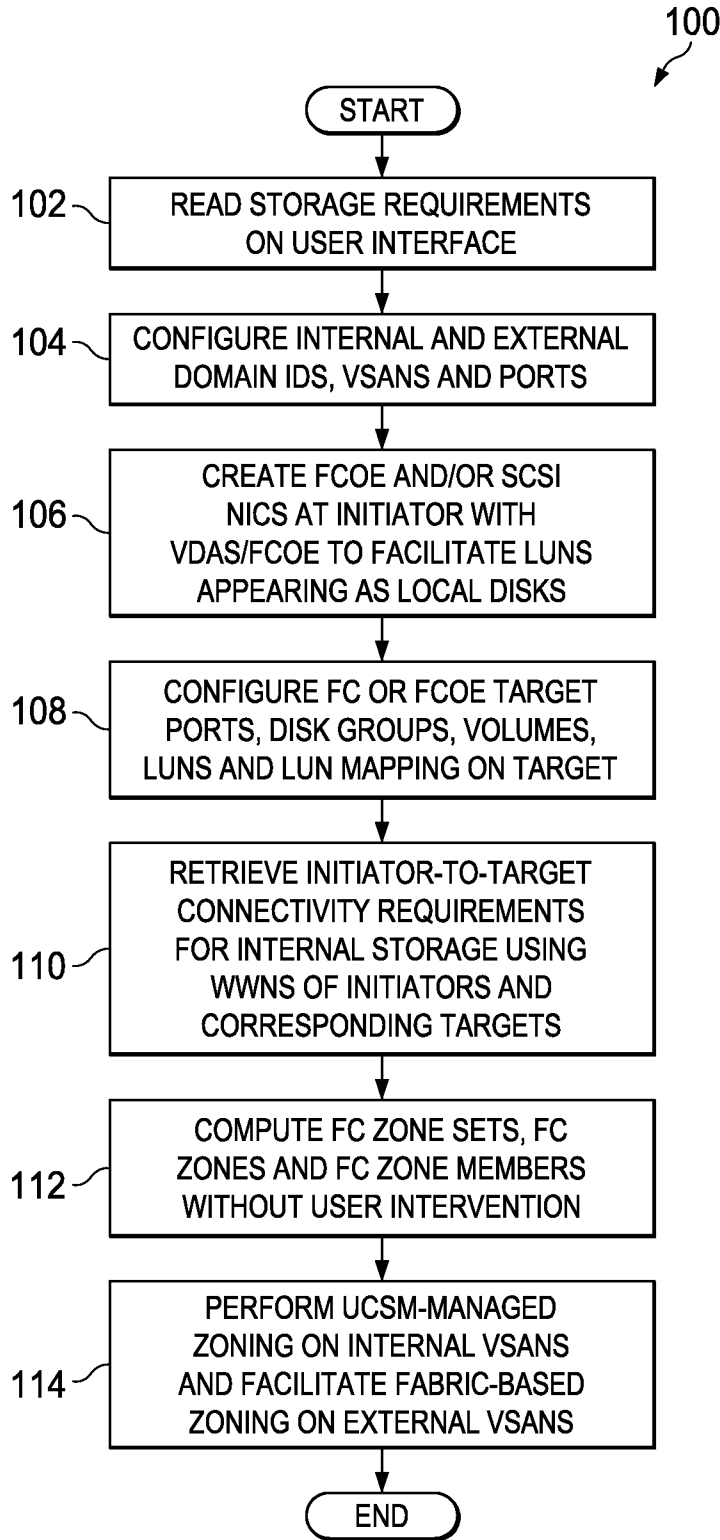 100
START
102
READ STORAGE REQUIREMENTS
ON USER INTERFACE
104
CONFIGURE INTERNAL AND EXTERNAL
DOMAIN IDS, VSANS AND PORTS
106
CREATE FCOE AND/OR SCSI
NICS AT INITIATOR WITH
VDAS/FCOE TO FACILITATE LUNS
APPEARING AS LOCAL DISKS
108
CONFIGURE FC OR FCOE TARGET
PORTS, DISK GROUPS, VOLUMES,
LUNS AND LUN MAPPING ON TARGET
110
RETRIEVE INITIATOR-TO-TARGET
CONNECTIVITY REQUIREMENTS
FOR INTERNAL STORAGE USING
WWNS OF INITIATORS AND
CORRESPONDING TARGETS
112
COMPUTE FC ZONE SETS, FC
ZONES AND FC ZONE MEMBERS
WITHOUT USER INTERVENTION
114
PERFORM UCSM-MANAGED
ZONING ON INTERNAL VSANS
AND FACILITATE FABRIC-BASED
ZONING ON EXTERNAL VSANS
END